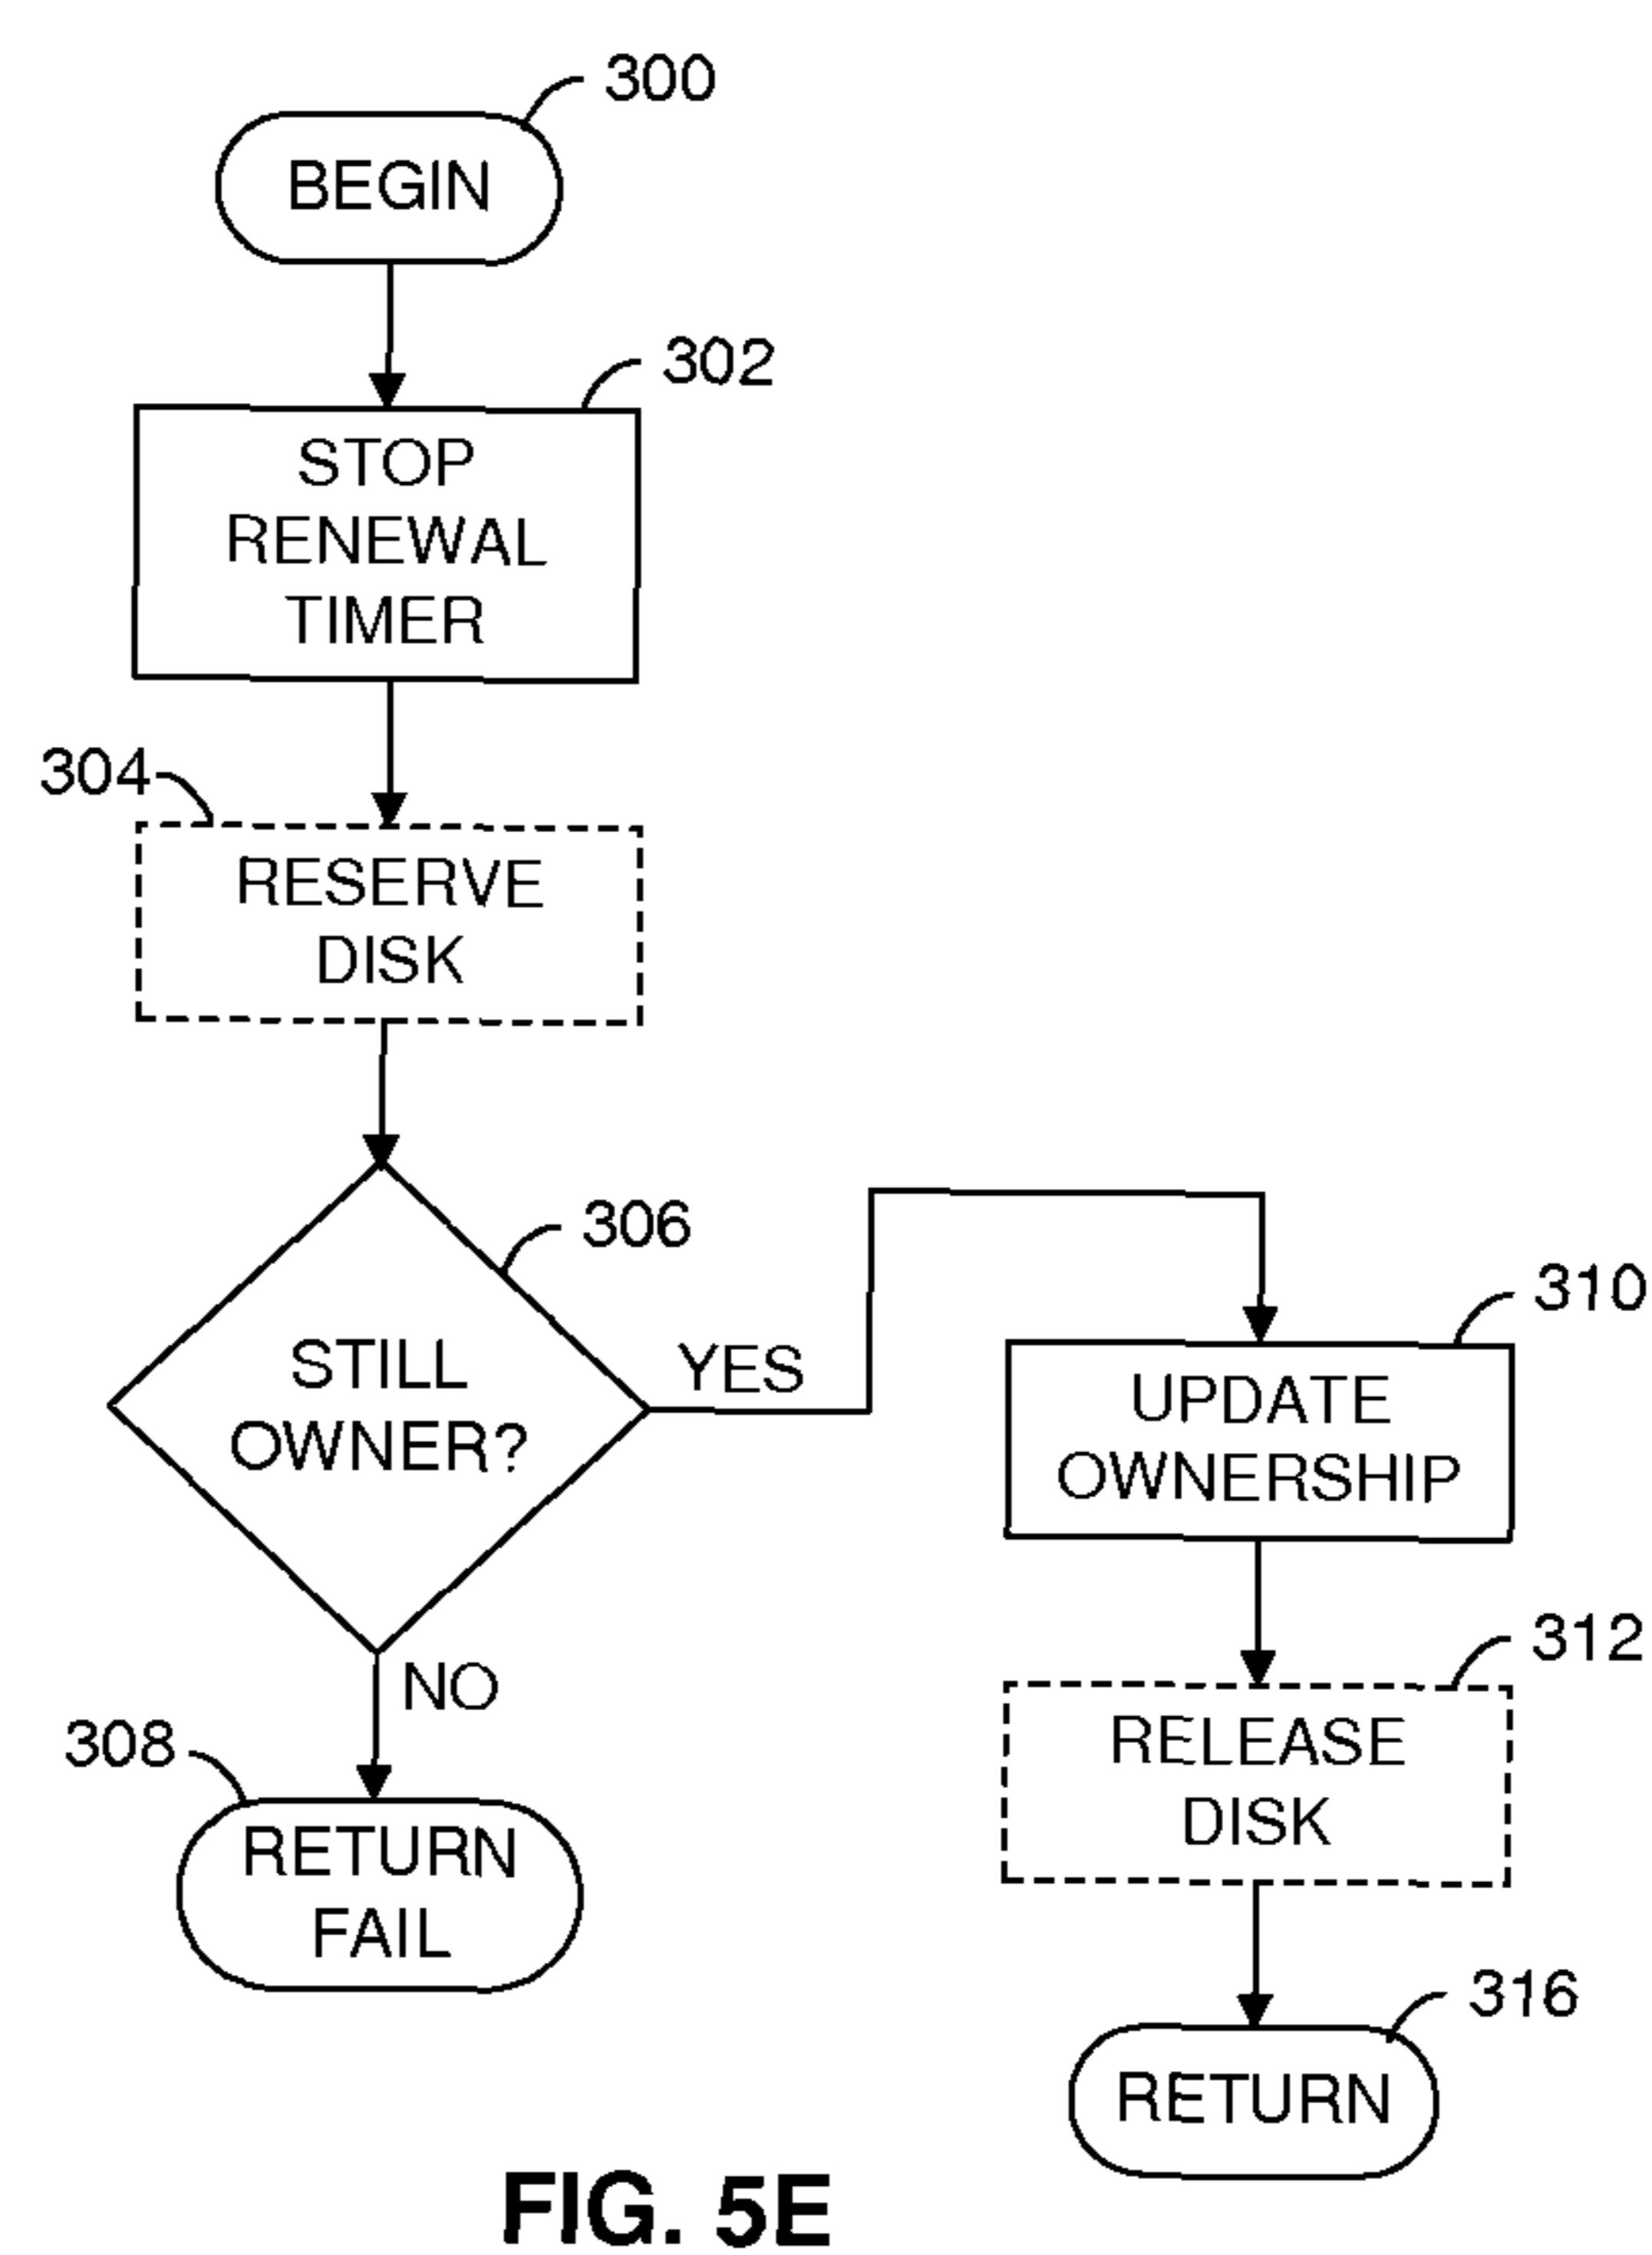 300
BEGIN
302
STOP
RENEWAL
TIMER
304
RESERVE
DISK
306
STILL
OWNER?
YES
NO
308
RETURN
FAIL
310
UPDATE
OWNERSHIP
312
RELEASE
DISK
316
RETURN
FIG. 5E